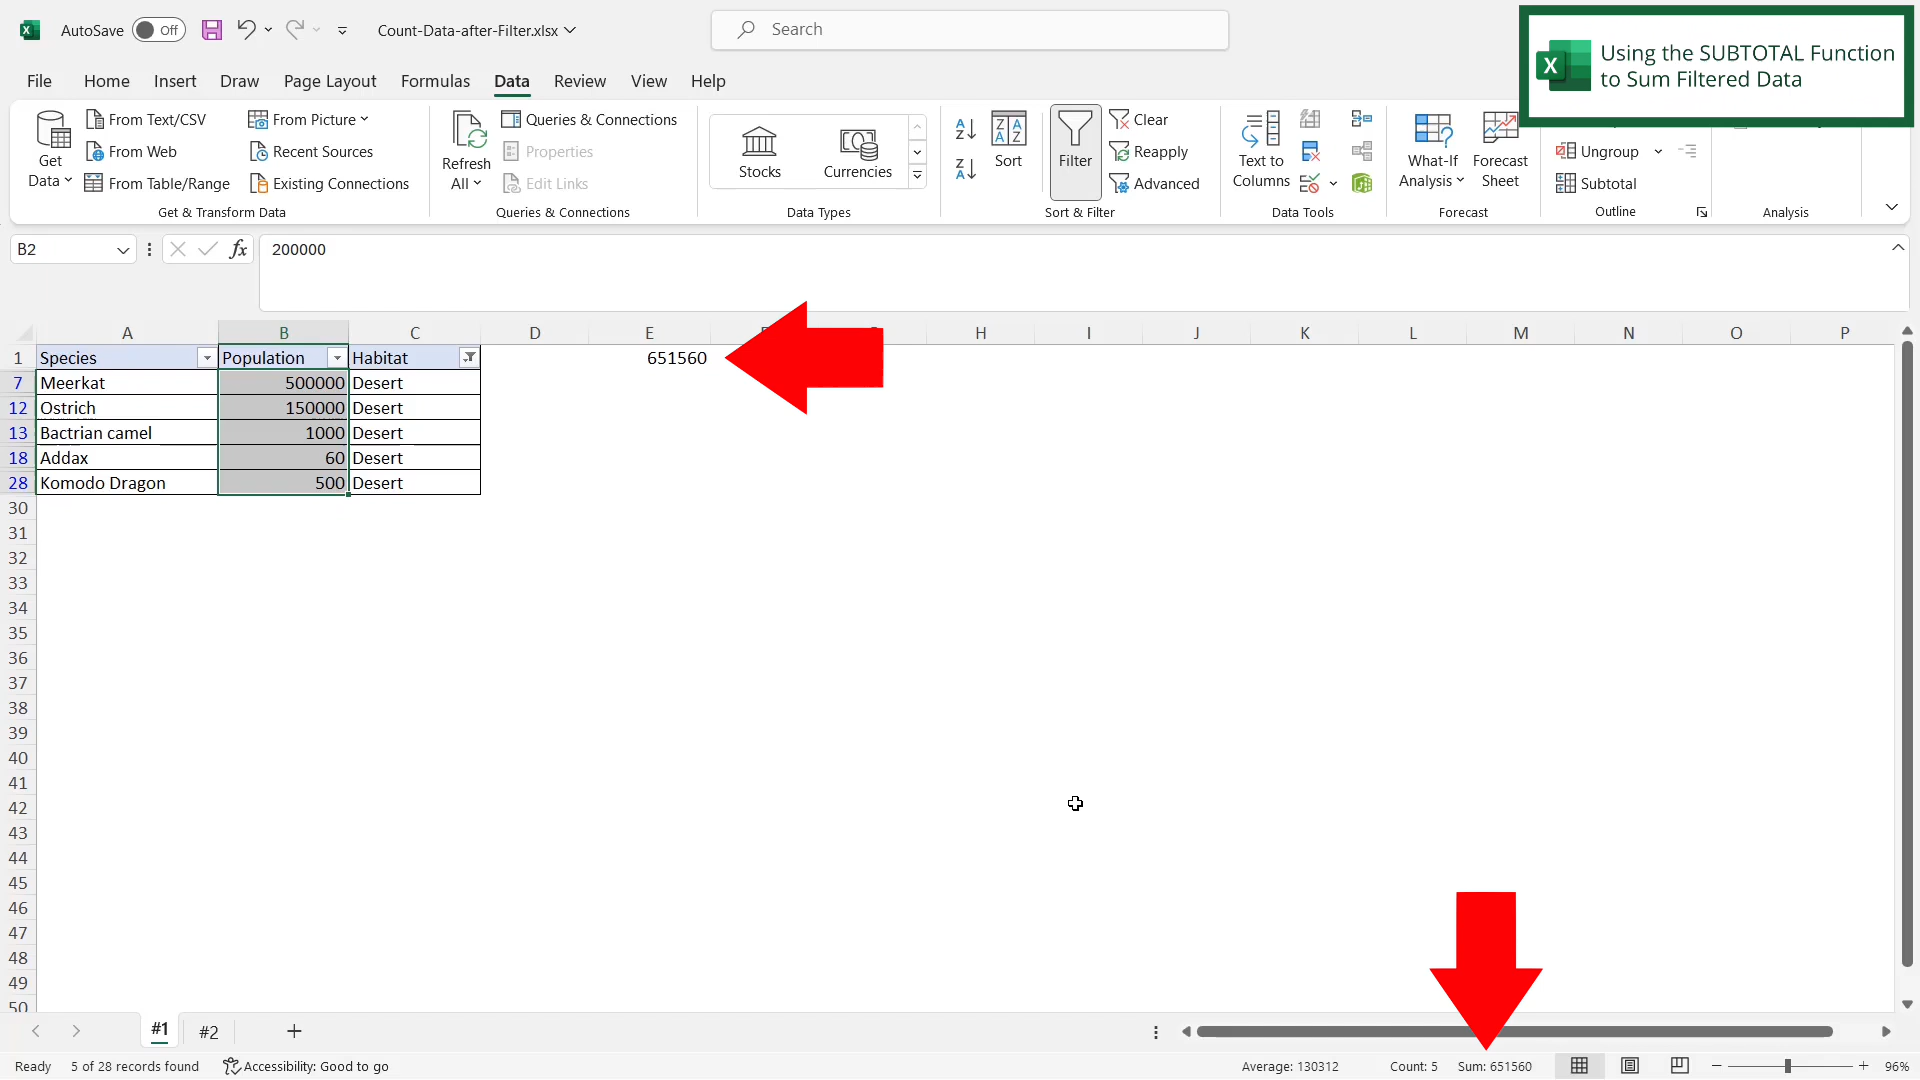 AutoSave Off Count-Data-after-Filter.xlsx Search
Using the SUBTOTAL Function
to Sum Filtered Data
File Home Insert Draw Page Layout Formulas Data Review View Help
Get
Data
From Text/CSV
From Web
From Table/Range
From Picture
Recent Sources
Existing Connections
Get & Transform Data
Refresh
All
Queries & Connections
Properties
Edit Links
Queries & Connections
Stocks
Currencies
Data Types
Sort
Filter
Clear
Reapply
Advanced
Sort & Filter
Text to
Columns
Data Tools
What-If
Analysis
Forecast
Sheet
Forecast
Ungroup
Subtotal
Outline
Analysis
B2 fx 200000
A B C D E H I J K L M N O P
1 Species Population Habitat 651560
7 Meerkat 500000 Desert
12 Ostrich 150000 Desert
13 Bactrian camel 1000 Desert
18 Addax 60 Desert
28 Komodo Dragon 500 Desert
30
31
32
33
34
35
36
37
38
39
40
41
42
43
44
45
46
47
48
49
50
#1 #2
Ready 5 of 28 records found Accessibility: Good to go Average: 130312 Count: 5 Sum: 651560 96%